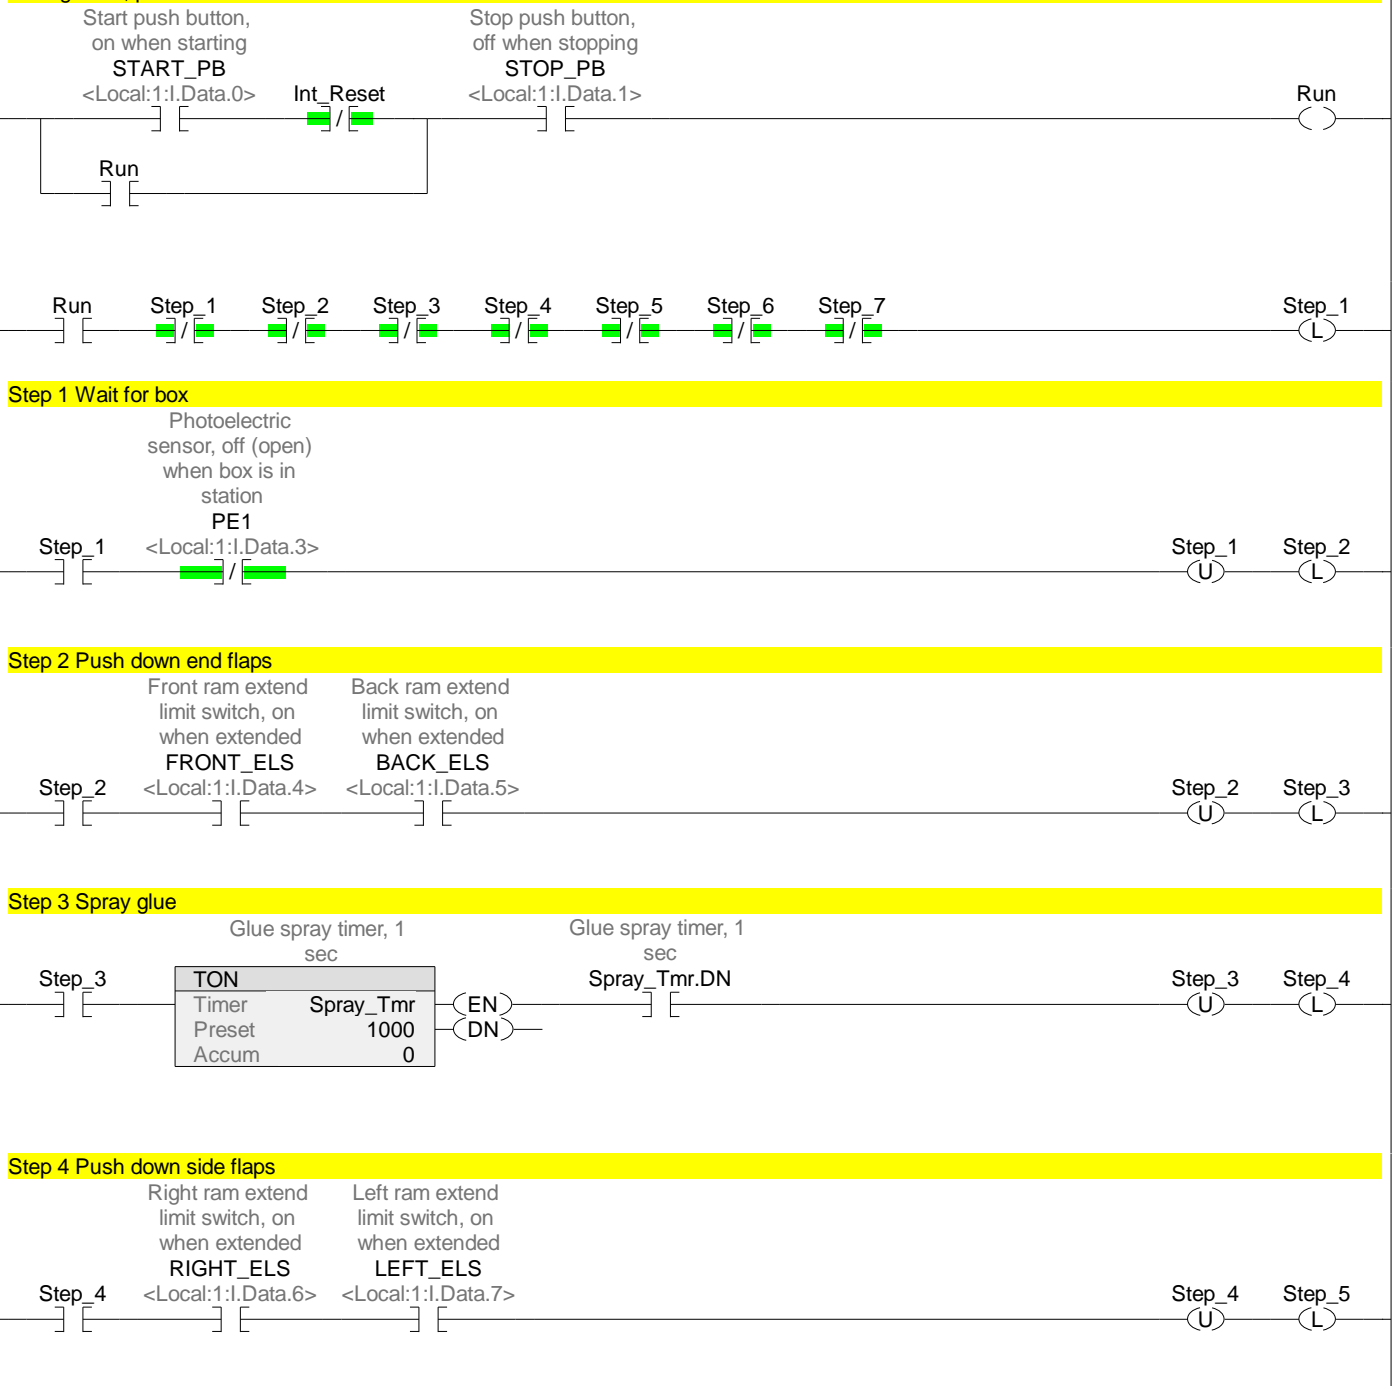 Start push button,
on when starting
START_PB
<Local:1:I.Data.0>
Int_Reset
Stop push button,
off when stopping
STOP_PB
<Local:1:I.Data.1>
Run
/
Run
Run Step_1 Step_2 Step_3 Step_4 Step_5 Step_6 Step_7 Step_1
/ / / / / / / L
Step 1 Wait for box
Photoelectric
sensor, off (open)
when box is in
station
PE1
Step_1 <Local:1:I.Data.3> Step_1 Step_2
/ U L
Step 2 Push down end flaps
Front ram extend
limit switch, on
when extended
FRONT_ELS
Back ram extend
limit switch, on
when extended
BACK_ELS
Step_2 <Local:1:I.Data.4> <Local:1:I.Data.5> Step_2 Step_3
U L
Step 3 Spray glue
Glue spray timer, 1
sec
Glue spray timer, 1
sec
Step_3 TON Spray_Tmr.DN Step_3 Step_4
Timer Spray_Tmr EN U L
Preset 1000 DN
Accum 0
Step 4 Push down side flaps
Right ram extend
limit switch, on
when extended
RIGHT_ELS
Left ram extend
limit switch, on
when extended
LEFT_ELS
Step_4 <Local:1:I.Data.6> <Local:1:I.Data.7> Step_4 Step_5
U L